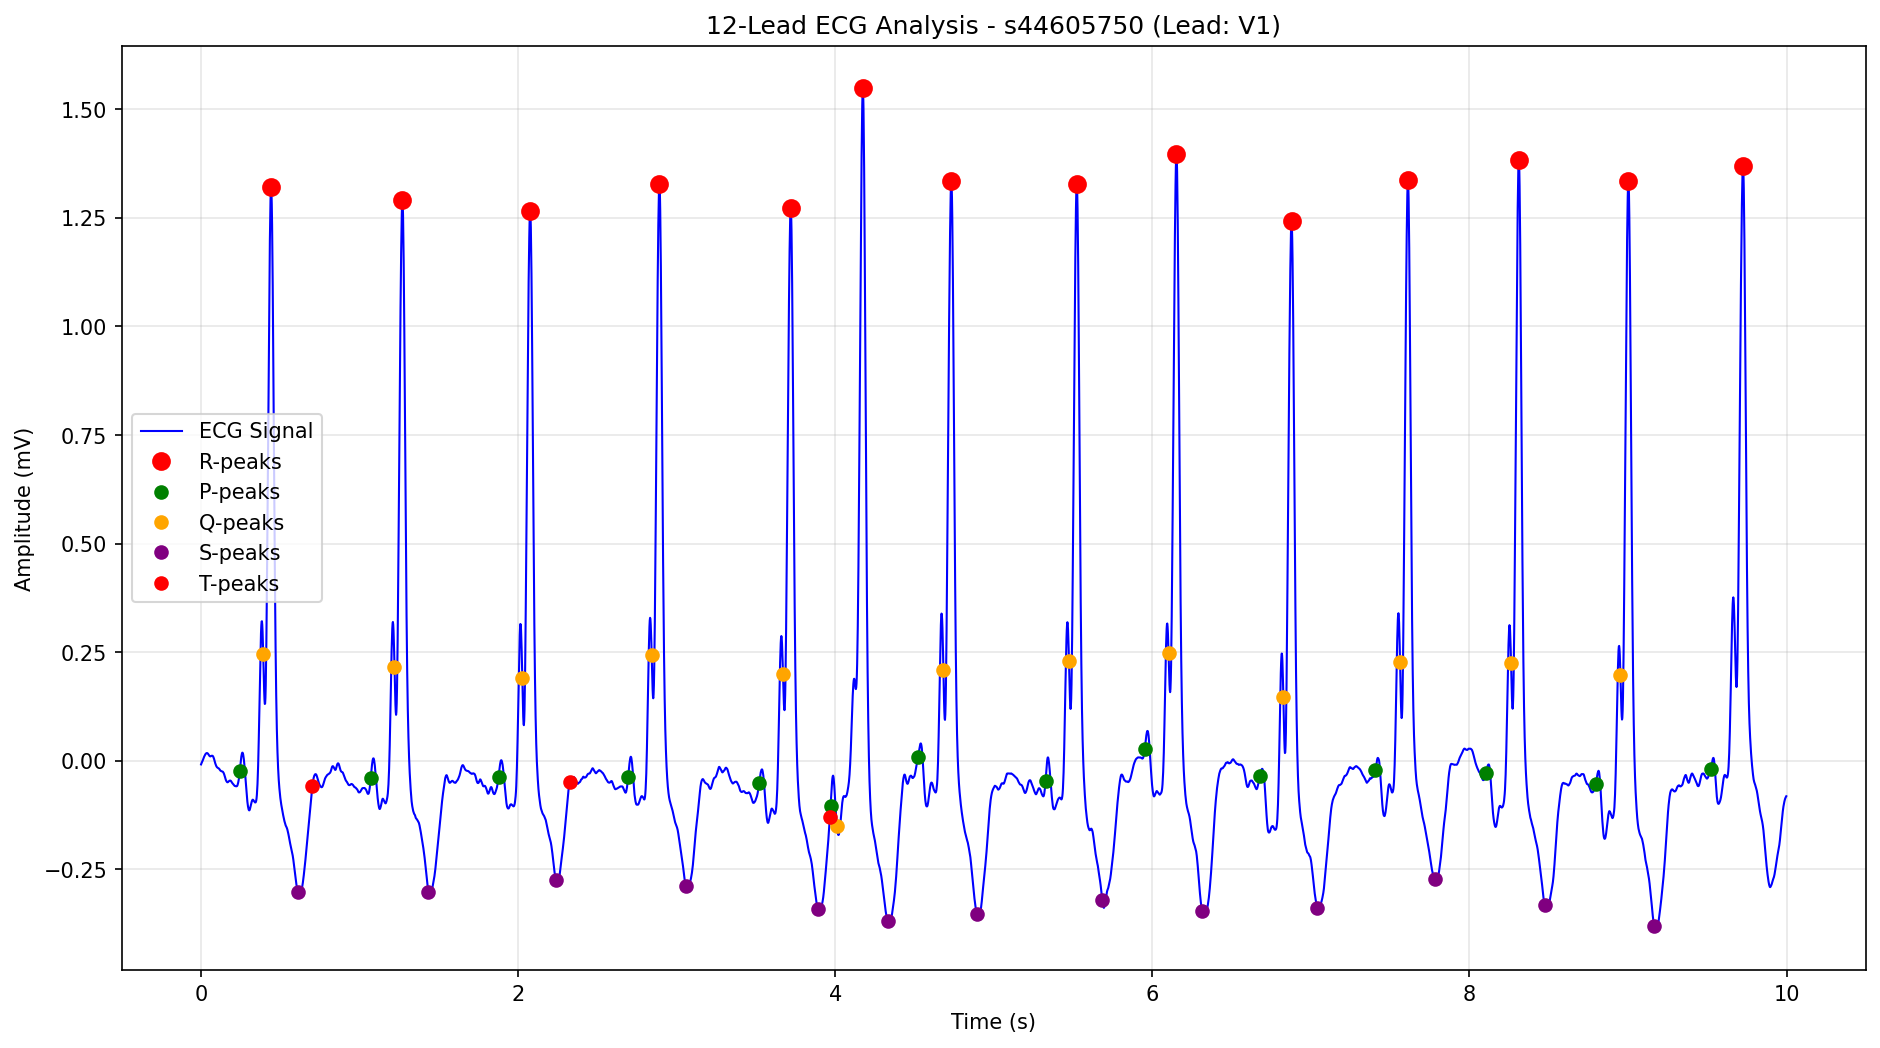 12-Lead ECG Analysis - s44605750 (Lead: V1)
Amplitude (mV)
1.50
1.25
1.00
0.75
0.50
0.25
0.00
−0.25
ECG Signal
R-peaks
P-peaks
Q-peaks
S-peaks
T-peaks
0 2 4 6 8 10
Time (s)